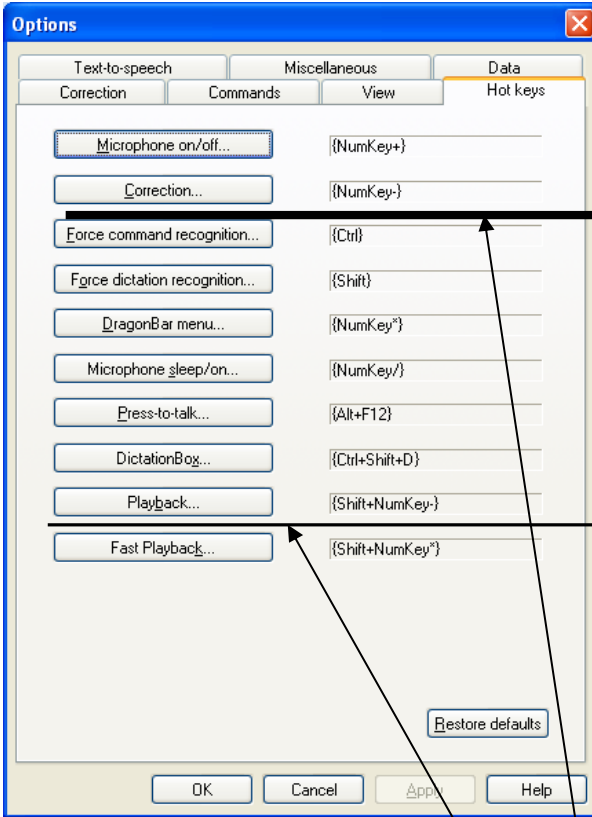 Options
Text-to-speech Miscellaneous Data
Correction Commands View Hot keys
Microphone on/off... {NumKey+}
Correction... {NumKey-}
Force command recognition... {Ctrl}
Force dictation recognition... {Shift}
DragonBar menu... {NumKey*}
Microphone sleep/on... {NumKey/}
Press-to-talk... {Alt+F12}
DictationBox... {Ctrl+Shift+D}
Playback... {Shift+NumKey-}
Fast Playback... {Shift+NumKey*}
Restore defaults
OK Cancel Apply Help